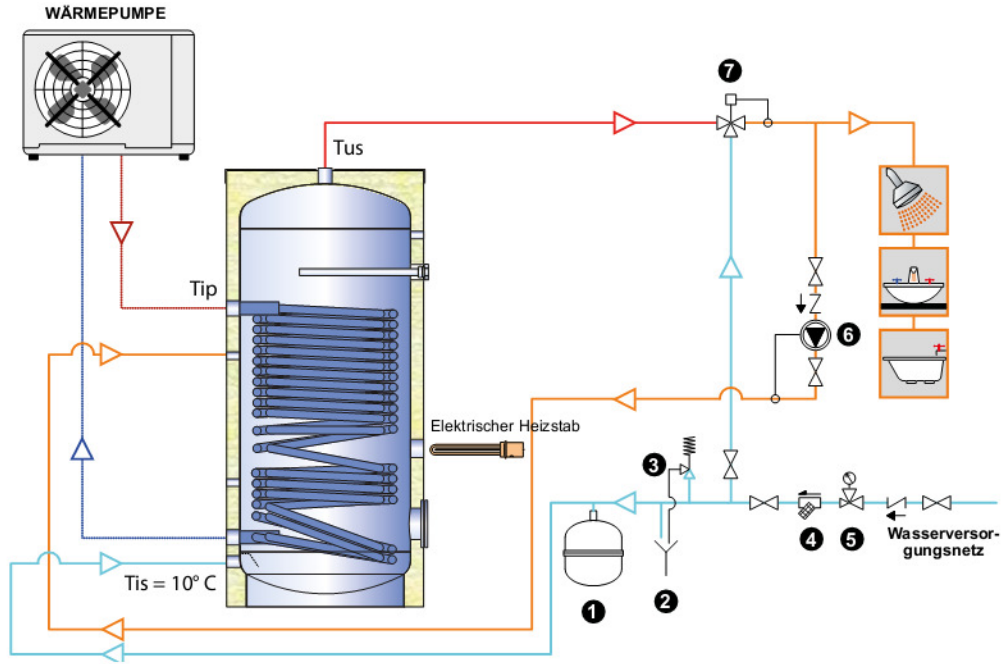 WÄRMEPUMPE
7
Tus
Tip
6
Elektrischer Heizstab
3
4
5
Wasserversor-
gungsnetz
Tis = 10° C
1
2